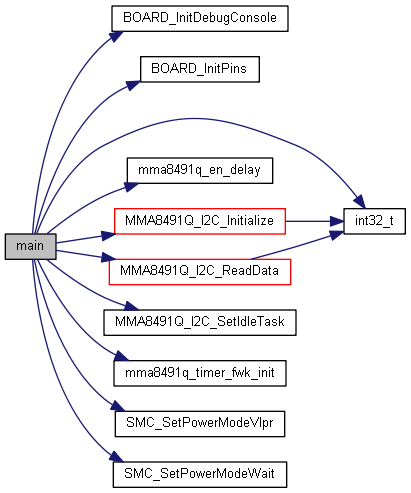 BOARD_InitDebugConsole
BOARD_InitPins
mma8491q_en_delay
MMA8491Q_I2C_Initialize
int32_t
main
MMA8491Q_I2C_ReadData
MMA8491Q_I2C_SetIdleTask
mma8491q_timer_fwk_init
SMC_SetPowerModeVlpr
SMC_SetPowerModeWait